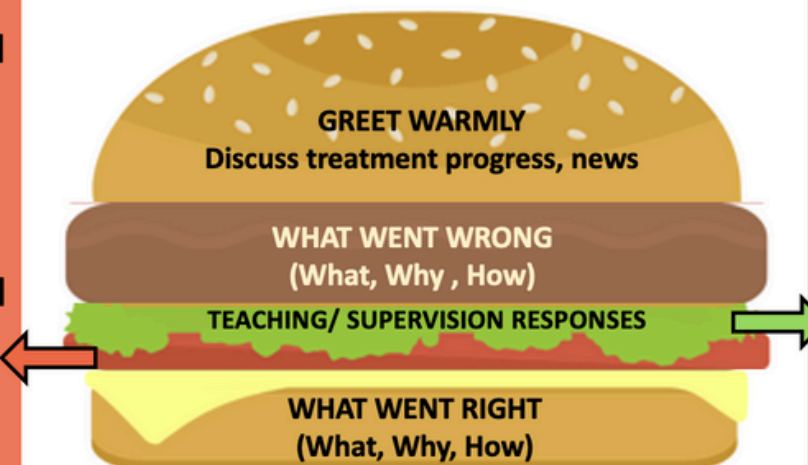 GREET WARMLY
Discuss treatment progress, news
WHAT WENT WRONG
(What, Why , How)
TEACHING/ SUPERVISION RESPONSES
WHAT WENT RIGHT
(What, Why, How)